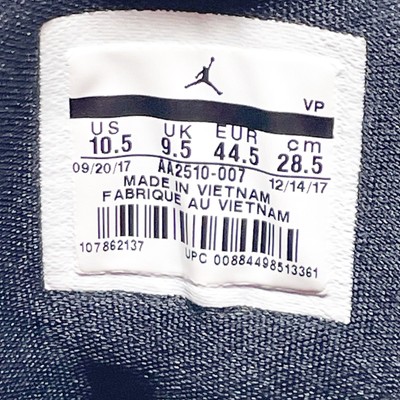 VP
US UK EUR cm
10.5 9.5 44.5 28.5
09/20/17 AA2510-007 12/14/17
MADE IN VIETNAM
FABRIQUE AU VIETNAM
107862137
UPC 00884498513361